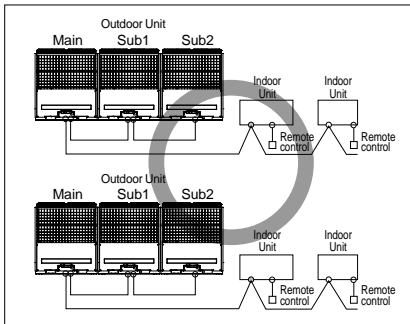 Outdoor Unit
Main Sub1 Sub2
Indoor
Unit
Indoor
Unit
Remote
control
Remote
control
Outdoor Unit
Main Sub1 Sub2
Indoor
Unit
Indoor
Unit
Remote
control
Remote
control